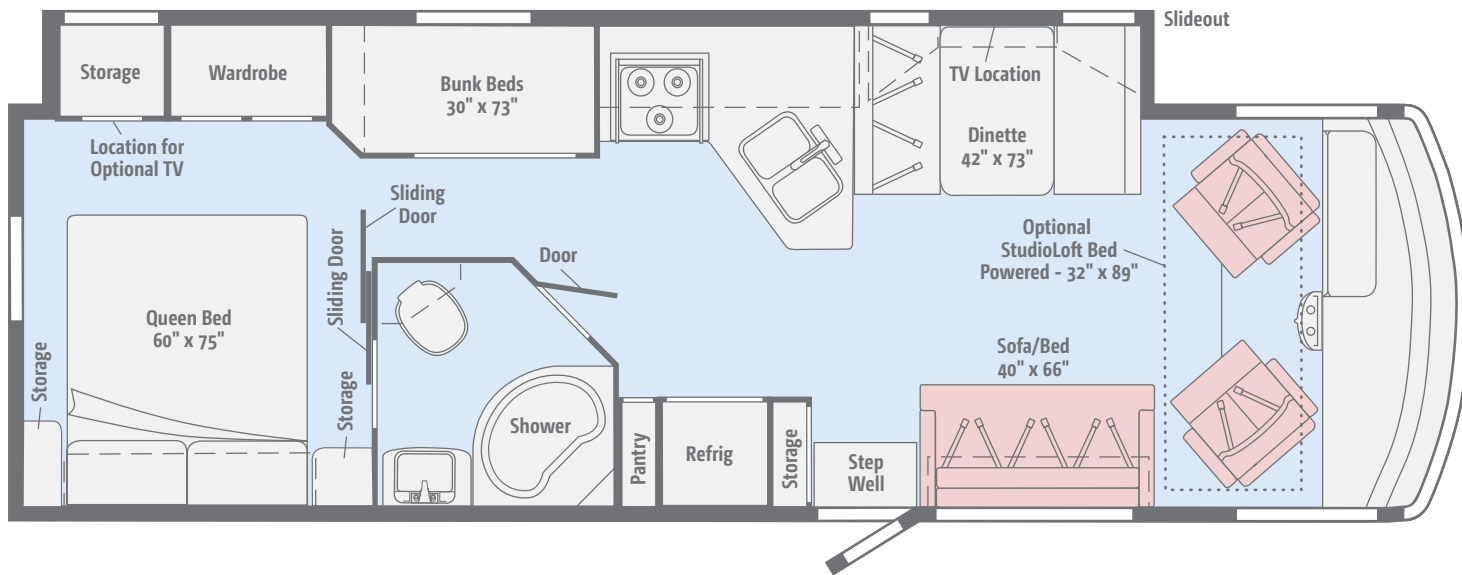 Slideout
Storage
Wardrobe
Bunk Beds
30" x 73"
TV Location
Dinette
42" x 73"
Location for
Optional TV
Sliding
Door
Sliding Door
Door
Optional
StudioLoft Bed
Powered - 32" x 89"
Queen Bed
60" x 75"
Sofa/Bed
40" x 66"
Storage
Storage
Shower
Pantry
Refrig
Storage
Step
Well